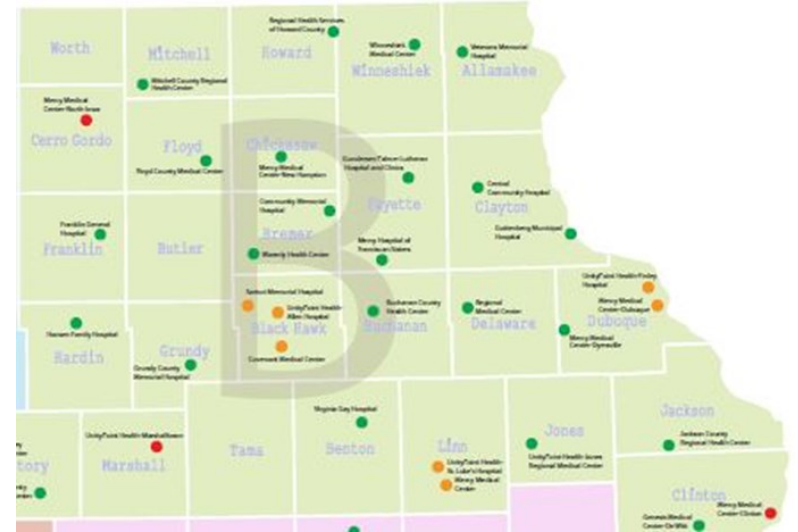 Regional Health Services
of Howard County
Worth
Mitchell
Howard
Winneshiek
Medical Center
Winneshiek
Veterans Memorial
Hospital
Allamakee
Mitchell County Regional
Health Center
Mercy Medical
Center-North Iowa
Cerro Gordo
Floyd
Floyd County Medical Center
Chickasaw
Mercy Medical
Center-New Hampton
Gundersen Palmer Lutheran
Hospital and Clinics
Fayette
Central
Community Hospital
Clayton
Guttenberg Municipal
Hospital
Community Memorial
Hospital
Bremer
Waverly Health Center
Mercy Hospital of
Franciscan Sisters
Franklin General
Hospital
Franklin
Butler
B
Sartori Memorial Hospital
UnityPoint Health-
Allen Hospital
Black Hawk
Covenant Medical Center
Buchanan County
Health Center
Buchanan
Regional
Medical Center
Delaware
UnityPoint Health-Finley
Hospital
Mercy Medical
Center-Dubuque
Dubuque
Mercy Medical
Center-Dyersville
Hansen Family Hospital
Hardin
Grundy
Grundy County
Memorial Hospital
UnityPoint Health-Marshalltown
Marshall
Tama
Virginia Gay Hospital
Benton
Linn
UnityPoint Health-
St. Luke's Hospital
Mercy Medical
Center
Jones
UnityPoint Health-Jones
Regional Medical Center
Jackson
Jackson County
Regional Health Center
Clinton
Mercy Medical
Center-Clinton
Genesis Medical
Center-DeWitt
tory